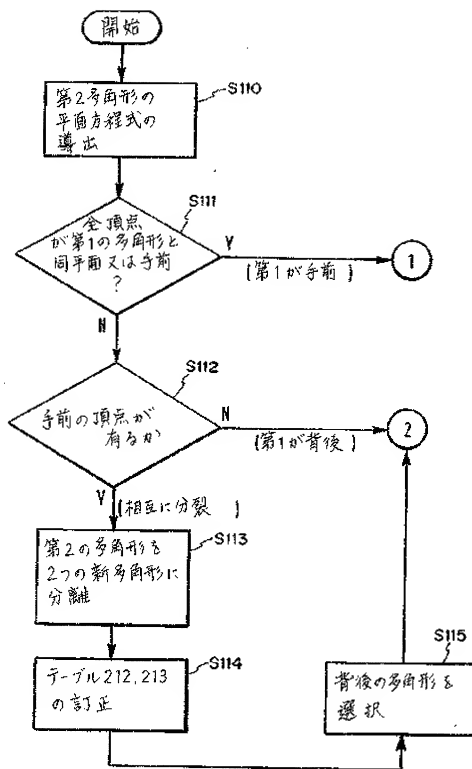 開始
第2多角形の
平面方程式の
導出
S110
全頂点
が第1の多角形と
同平面又は手前
?
S111
Y
(第1が手前)
1
N
S112
手前の頂点が
有るか
N
(第1が背後)
2
Y
(相互に分裂)
第2の多角形を
2つの新多角形に
分離
S113
テーブル212,213
の訂正
S114
S115
背後の多角形を
選択